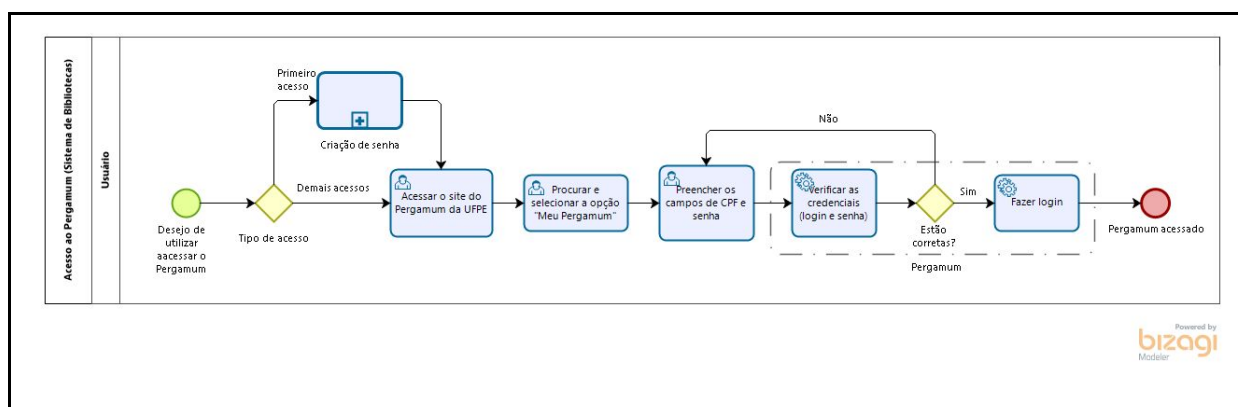 Acesso ao Pergamum (Sistema de Bibliotecas)
Usuário
Desejo de
utilizar
aacessar o
Pergamum
Tipo de acesso
Primeiro
acesso
Criação de senha
Demais acessos
Acessar o site do
Pergamum da UFPE
Procurar e
selecionar a opção
"Meu Pergamum"
Preencher os
campos de CPF e
senha
Não
Verificar as
credenciais
(login e senha)
Estão
corretas?
Sim
Fazer login
Pergamum
Pergamum acessado
Powered by
bizagi
Modeler